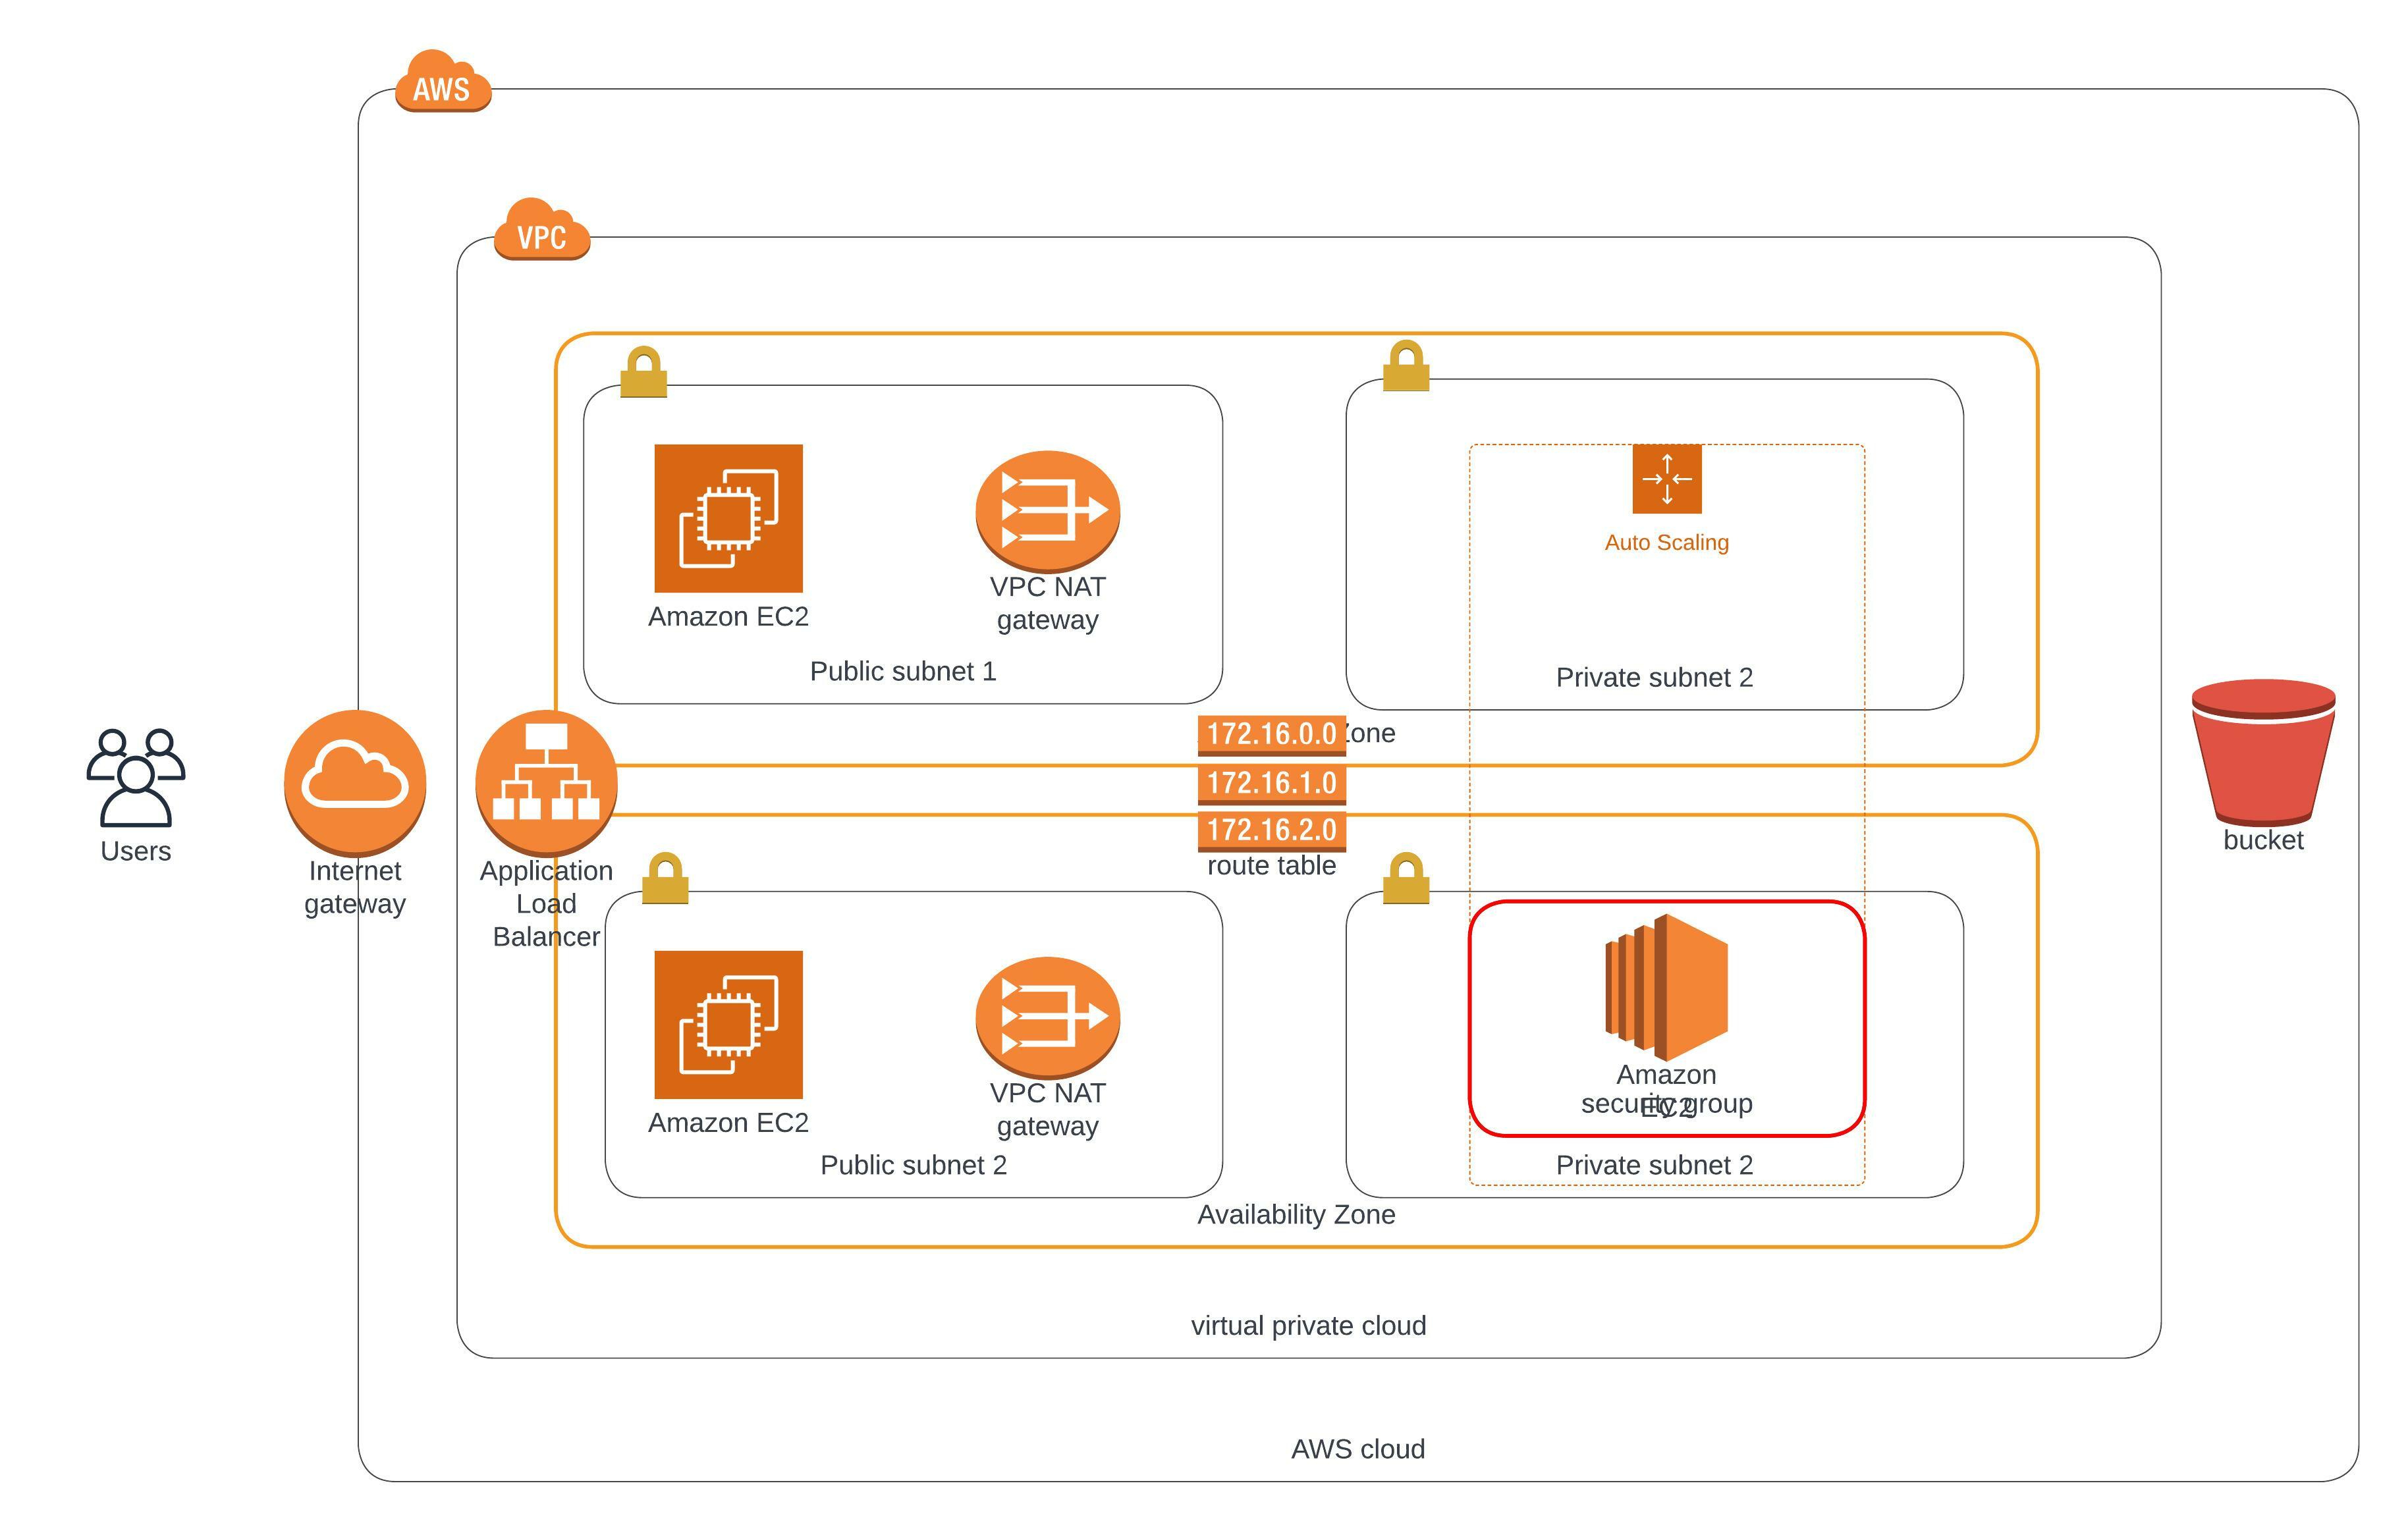 AWS
VPC
Auto Scaling
Amazon EC2
VPC NAT
gateway
Public subnet 1
Private subnet 2
172.16.0.0
Zone
172.16.1.0
172.16.2.0
route table
Users
Internet
gateway
Application
Load
Balancer
bucket
Amazon EC2
VPC NAT
gateway
Public subnet 2
Amazon
EC2
security group
Private subnet 2
Availability Zone
virtual private cloud
AWS cloud